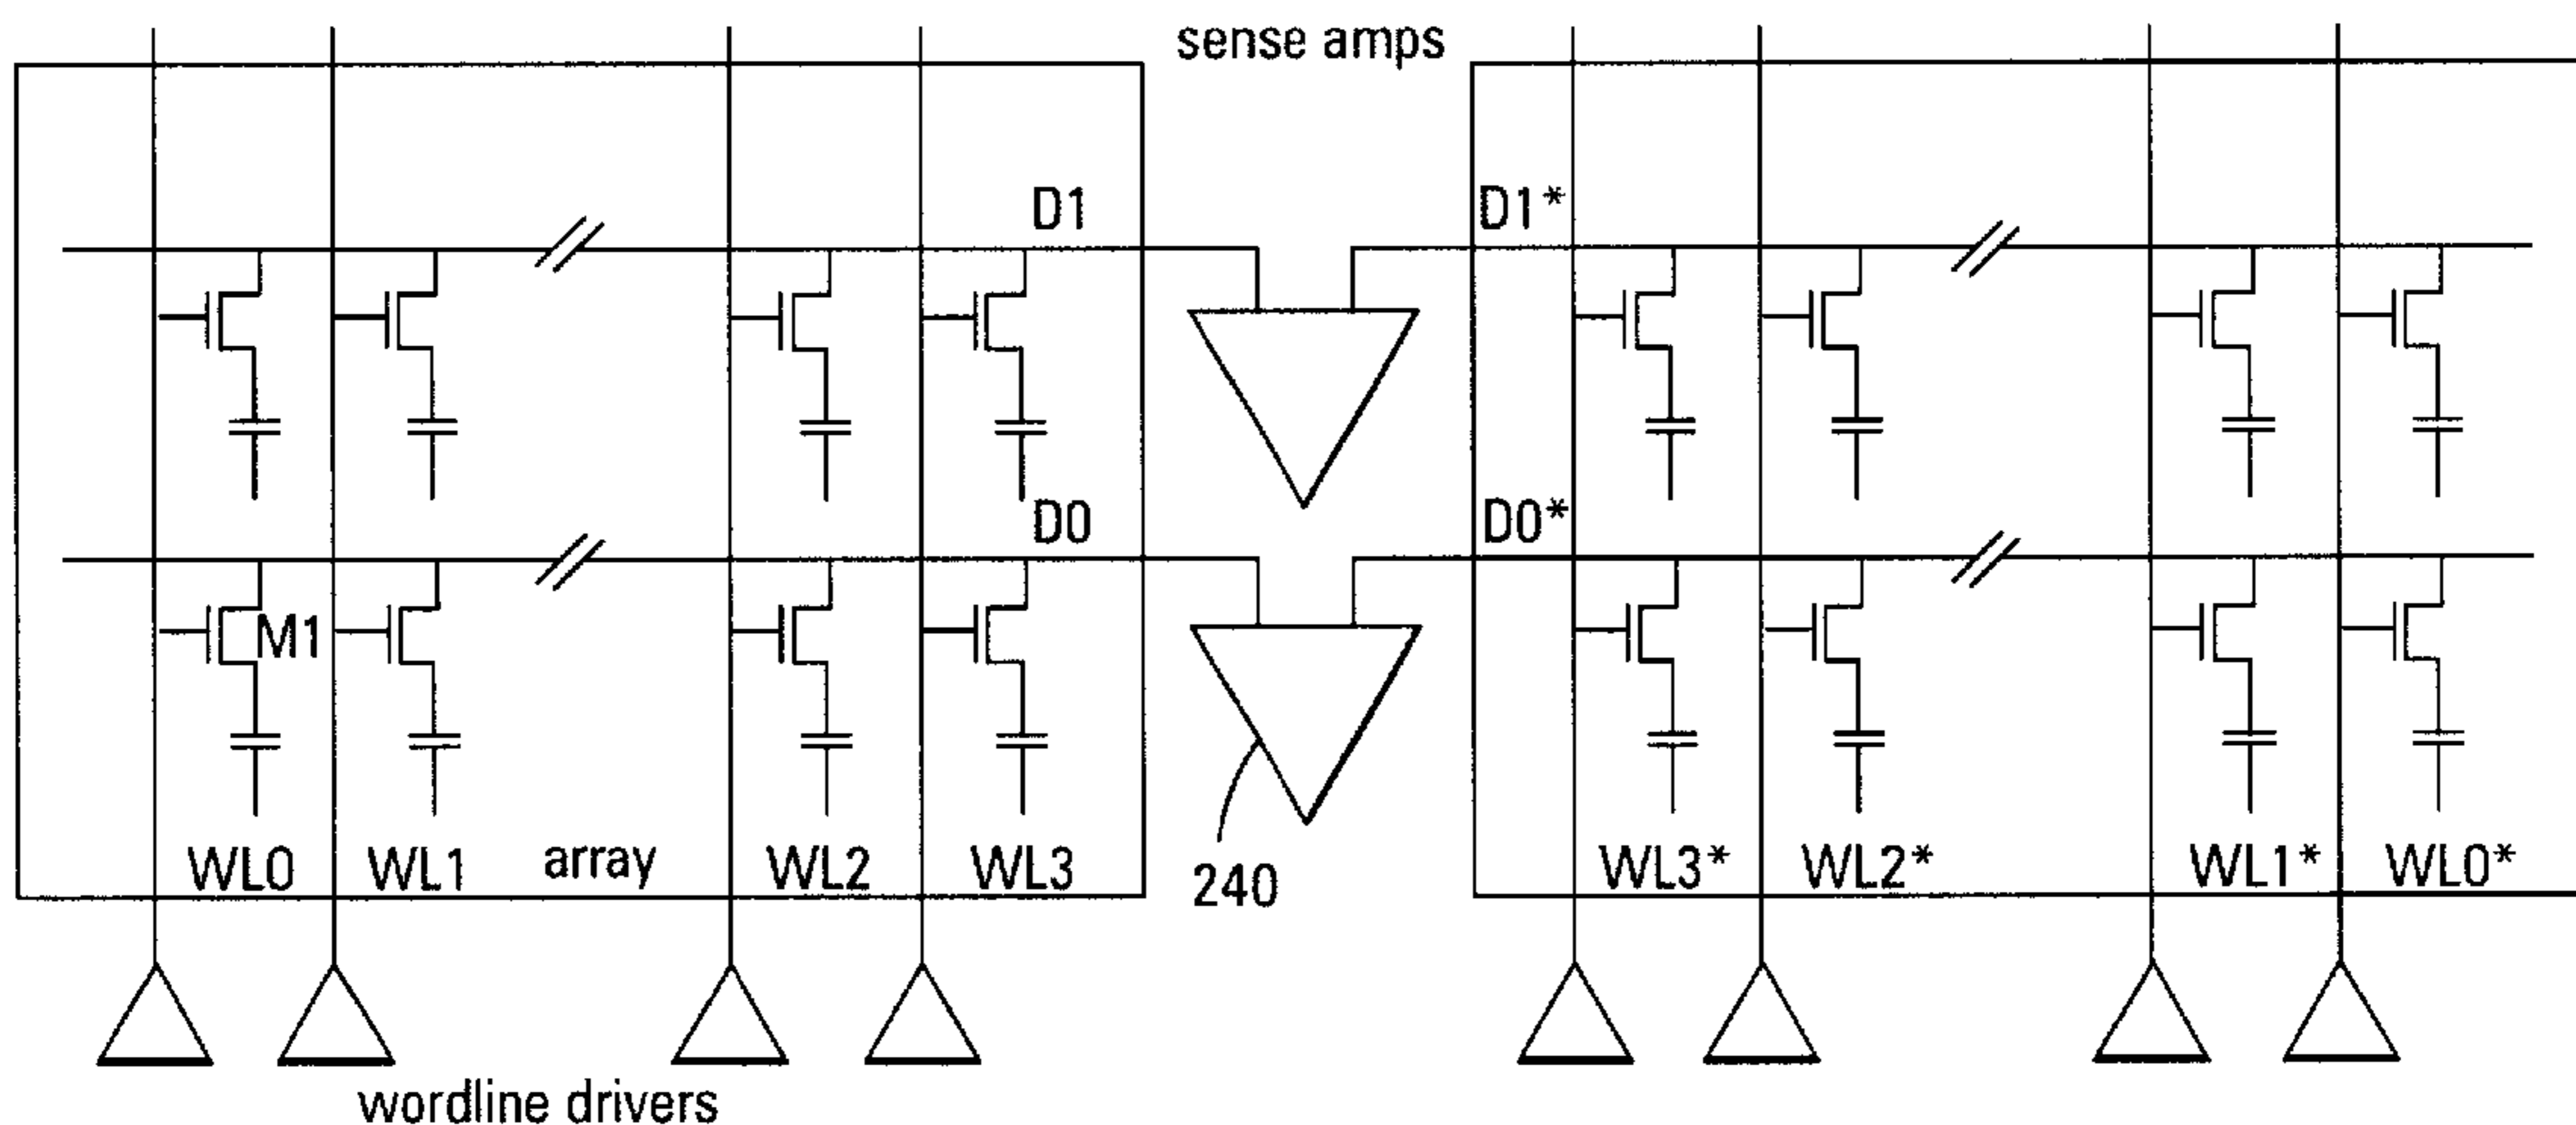 sense amps
D1
D1*
D0
D0*
M1
WL0
WL1
array
WL2
WL3
240
WL3*
WL2*
WL1*
WL0*
wordline drivers